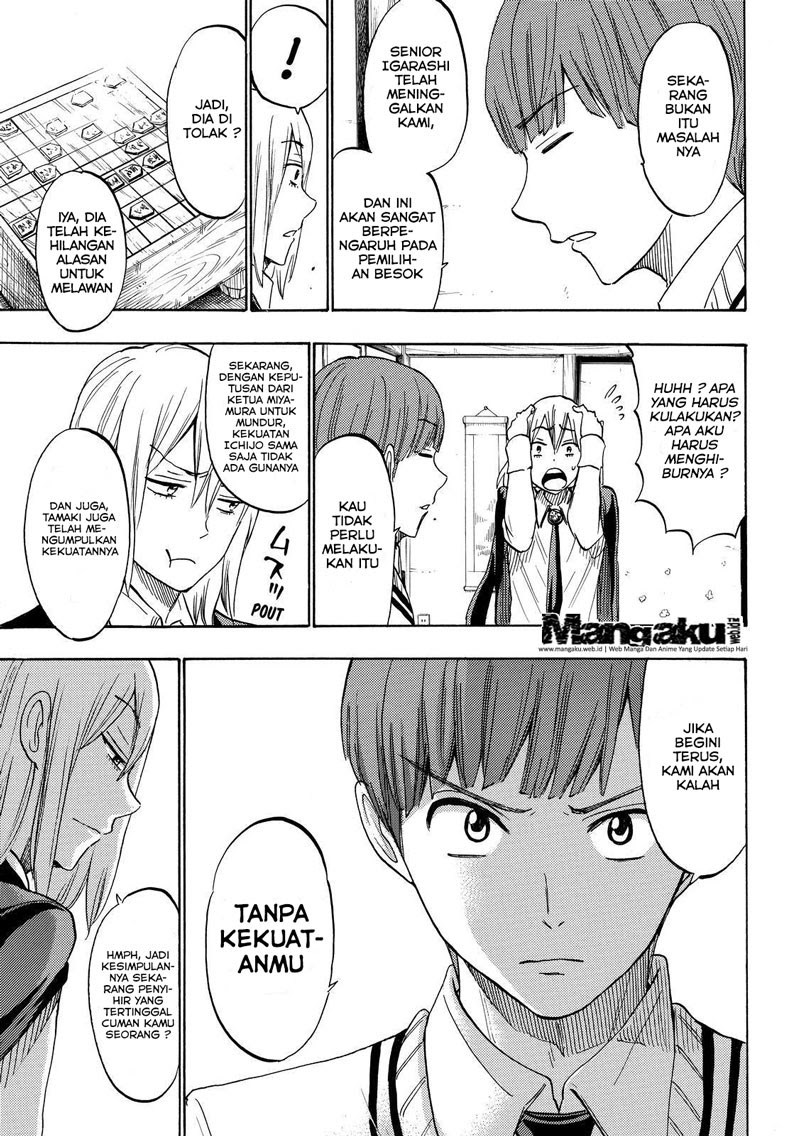 SEKA-
RANG
BUKAN
ITU
MASALAH
NYA
SENIOR
IGARASHI
TELAH
MENING-
GALKAN
KAMI,
DAN INI
AKAN SANGAT
BERPE-
NGARUH PADA
PEMILIH-
AN BESOK
!
JADI,
DIA DI
TOLAK ?
IYA, DIA
TELAH KE-
HILANGAN
ALASAN
UNTUK
MELAWAN
HUHH ? APA
YANG HARUS
KULAKUKAN?
APA AKU
HARUS
MENGHI-
BURNYA ?
KAU
TIDAK
PERLU
MELAKU-
KAN ITU
SEKARANG,
DENGAN KEPU-
TUSAN DARI
KETUA MIYA-
MURA UNTUK
MUNDUR,
KEKUATAN
ICHIJO SAMA
SAJA TIDAK
ADA GUNANYA
DAN JUGA,
TAMAKI JUGA
TELAH ME-
NGUMPULKAN
KEKUATANNYA
ムスッ
POUT
Mangaku
web.id
www.mangaku.web.id | Web Manga Dan Anime Yang Update Setiap Hari
JIKA
BEGINI
TERUS,
KAMI AKAN
KALAH
TANPA
KEKUAT-
ANMU
HMPH, JADI
KESIMPULAN-
NYA SEKA-
RANG PENYI-
HIR YANG
TERTINGGAL
CUMAN KAMU
SEORANG ?